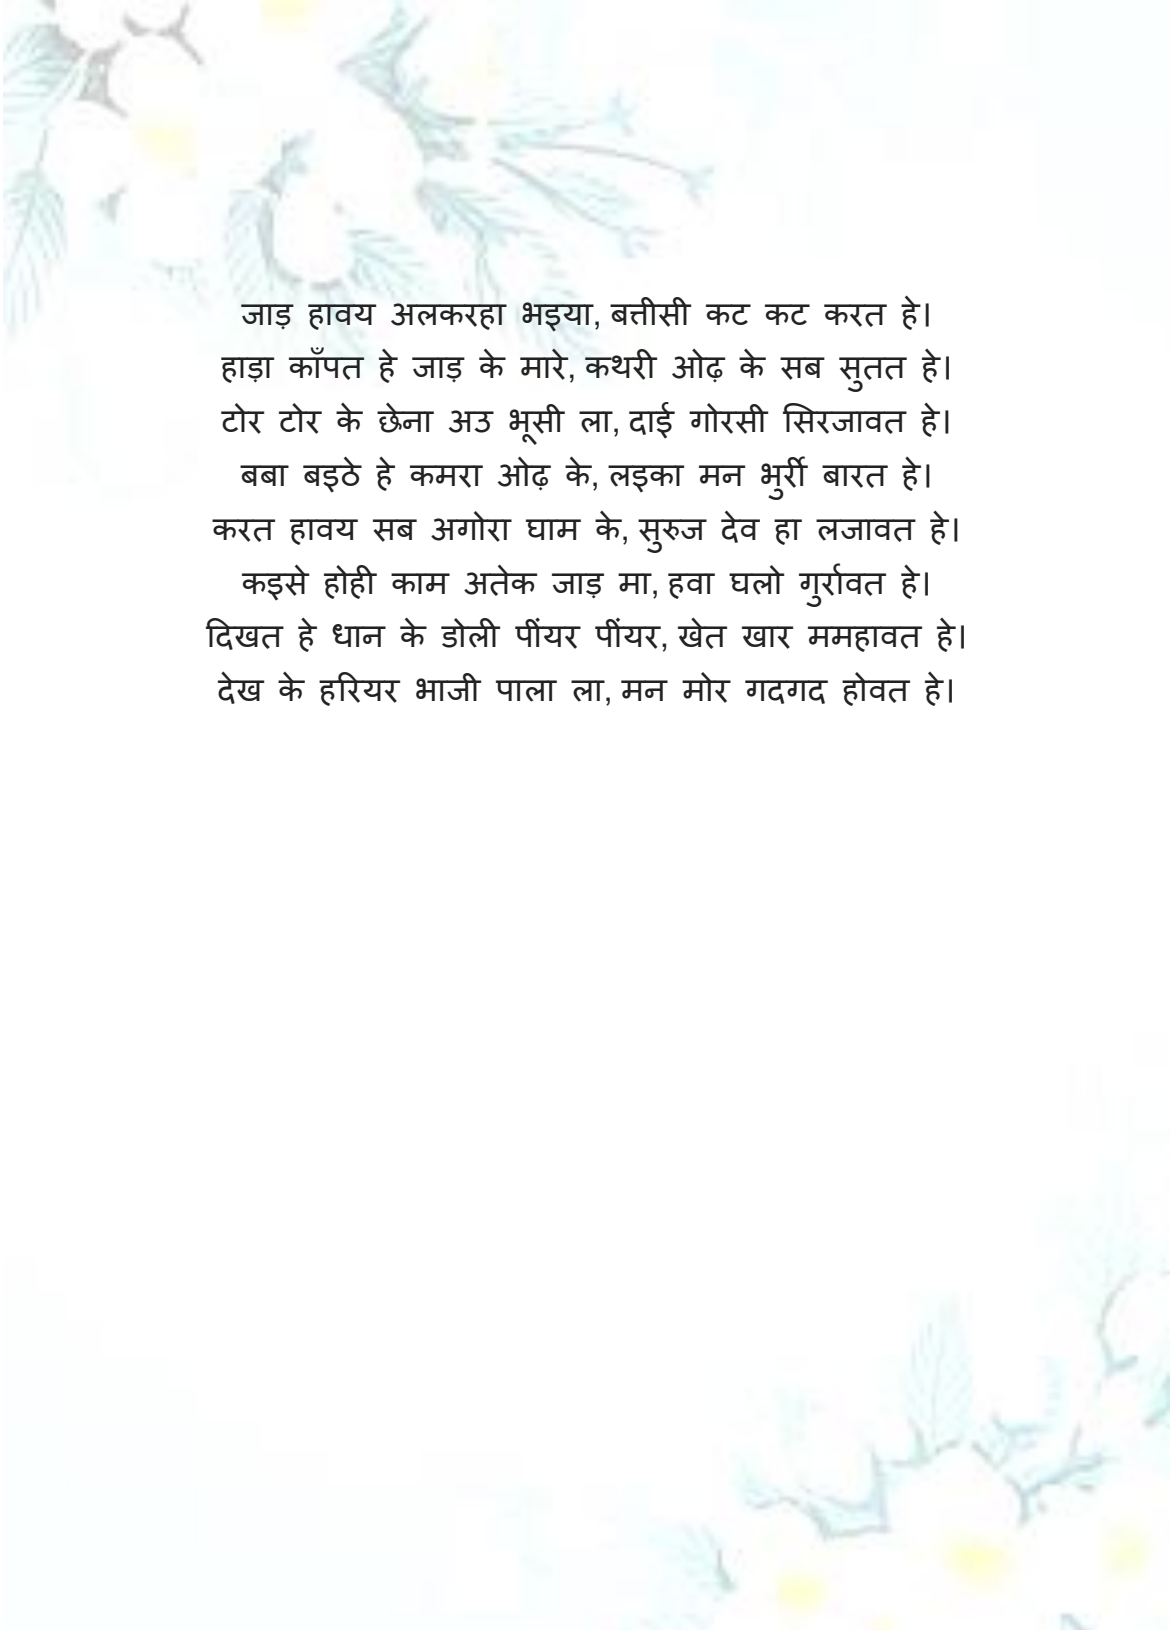 जाड़ हावय अलकरहा भइया, बत्तीसी कट कट करत हे।
हाड़ा काँपत हे जाड़ के मारे, कथरी ओढ़ के सब सुतत हे।
टोर टोर के छेना अउ भूसी ला, दाई गोरसी सिरजावत हे।
बबा बइठे हे कमरा ओढ़ के, लइका मन भुर्री बारत हे।
करत हावय सब अगोरा घाम के, सुरुज देव हा लजावत हे।
कइसे होही काम अतेक जाड़ मा, हवा घलो गुर्रावत हे।
दिखत हे धान के डोली पींयर पींयर, खेत खार ममहावत हे।
देख के हरियर भाजी पाला ला, मन मोर गदगद होवत हे।